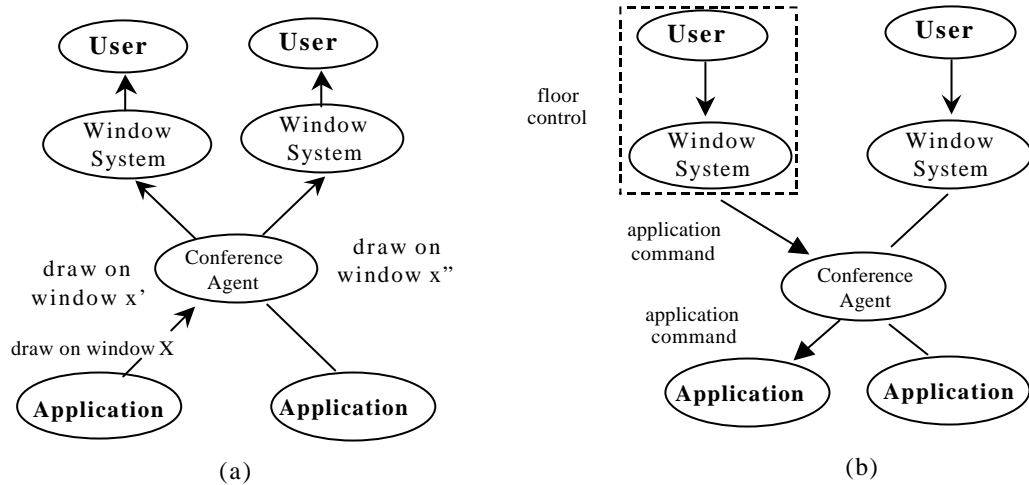 User
User
Window
System
Window
System
Conference
Agent
draw on
window x’
draw on
window x”
draw on window X
Application
Application
(a)
floor
control
User
User
Window
System
Window
System
application
command
Conference
Agent
application
command
Application
Application
(b)